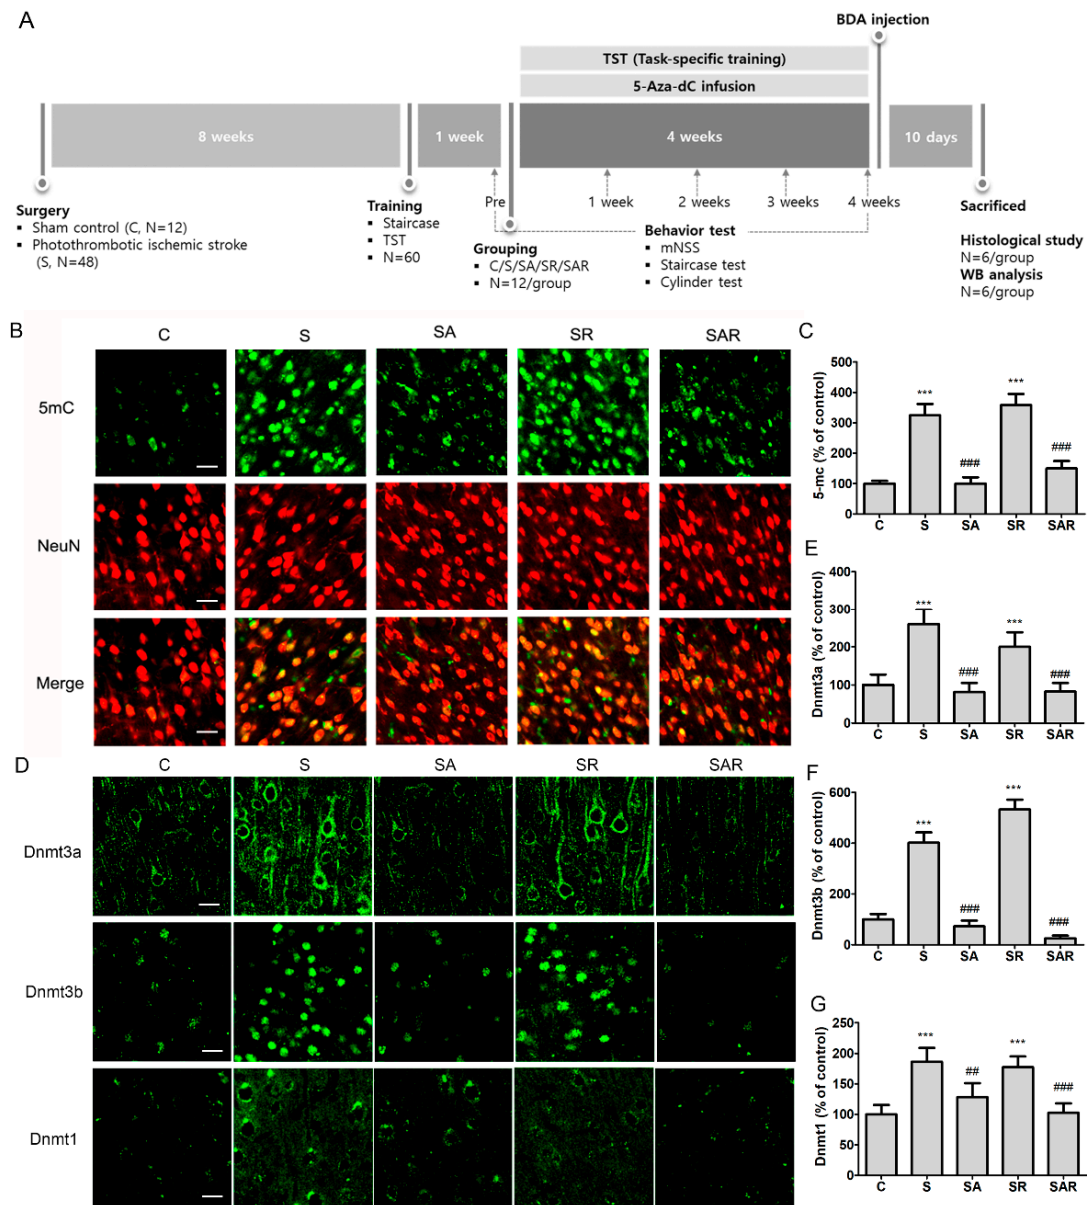 A
BDA injection
TST (Task-specific training)
5-Aza-dC infusion
8 weeks
1 week
4 weeks
10 days
Surgery
▪ Sham control (C, N=12)
▪ Photothrombotic ischemic stroke
(S, N=48)
Training
▪ Staircase
▪ TST
▪ N=60
Pre
Grouping
▪ C/S/SA/SR/SAR
▪ N=12/group
1 week
2 weeks
3 weeks
4 weeks
Behavior test
▪ mNSS
▪ Staircase test
▪ Cylinder test
Sacrificed
Histological study
N=6/group
WB analysis
N=6/group
B
C S SA SR SAR
5mC
NeuN
Merge
C
5-mc (% of control)
500
400
300
200
100
0
***
###
***
###
C S SA SR SAR
D
C S SA SR SAR
Dnmt3a
Dnmt3b
Dnmt1
E
Dnmt3a (% of control)
400
300
200
100
0
***
###
***
###
C S SA SR SAR
F
Dnmt3b (% of control)
600
400
200
0
***
###
***
###
C S SA SR SAR
G
Dnmt1 (% of control)
250
200
150
100
50
0
***
##
***
###
C S SA SR SAR